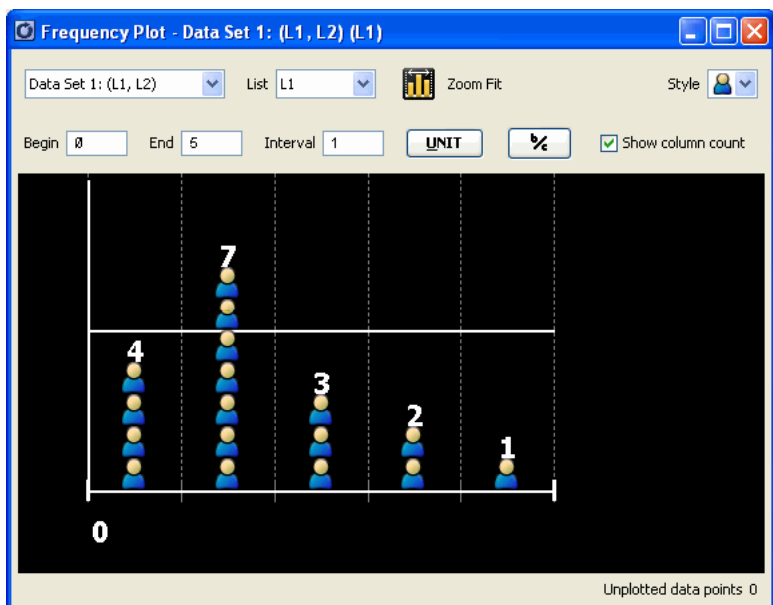 Frequency Plot - Data Set 1: (L1, L2) (L1)
Data Set 1: (L1, L2) List L1 Zoom Fit Style
Begin 0 End 5 Interval 1 UNIT b/c Show column count
7
4
3
2
1
0
Unplotted data points 0